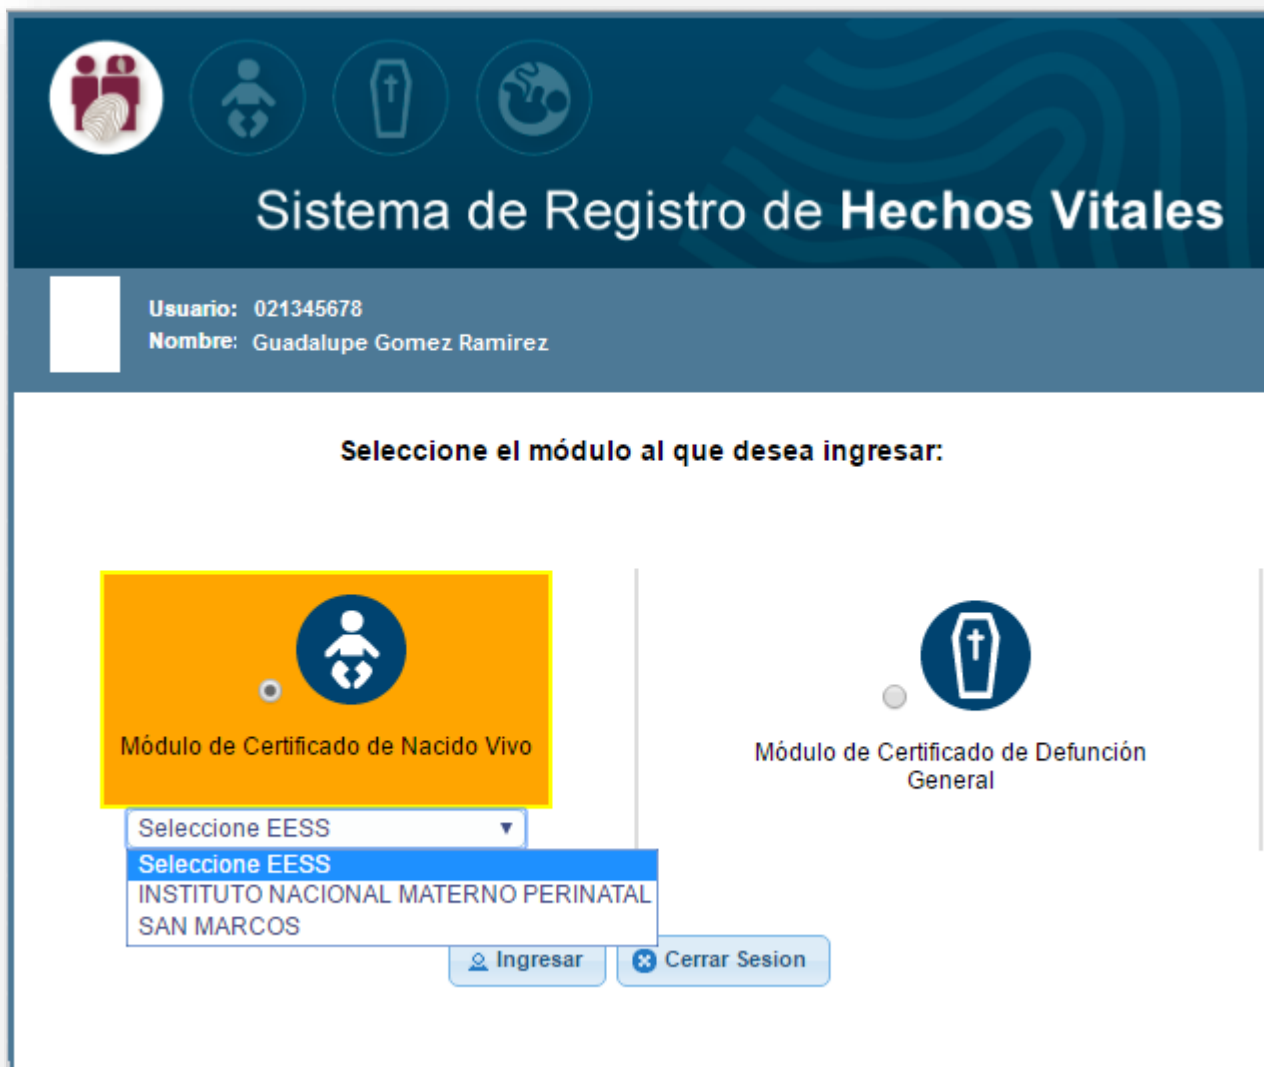 Sistema de Registro de Hechos Vitales
Usuario: 021345678
Nombre: Guadalupe Gomez Ramirez
Seleccione el módulo al que desea ingresar:
Módulo de Certificado de Nacido Vivo
Módulo de Certificado de Defunción
General
Seleccione EESS
Seleccione EESS
INSTITUTO NACIONAL MATERNO PERINATAL
SAN MARCOS
Ingresar
Cerrar Sesion